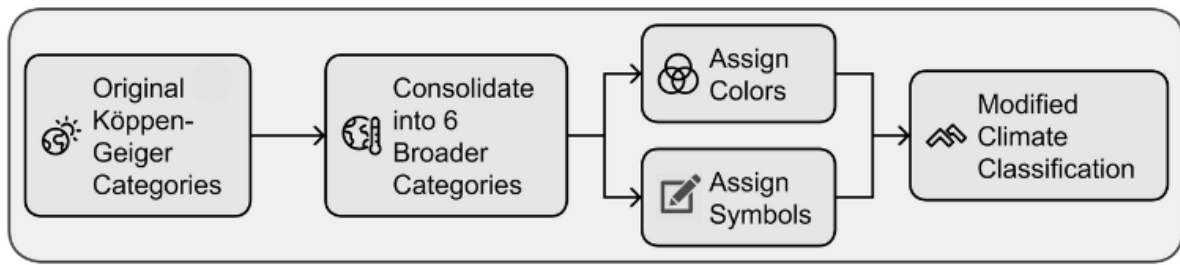 Original
Köppen-
Geiger
Categories
Consolidate
into 6
Broader
Categories
Assign
Colors
Assign
Symbols
Modified
Climate
Classification